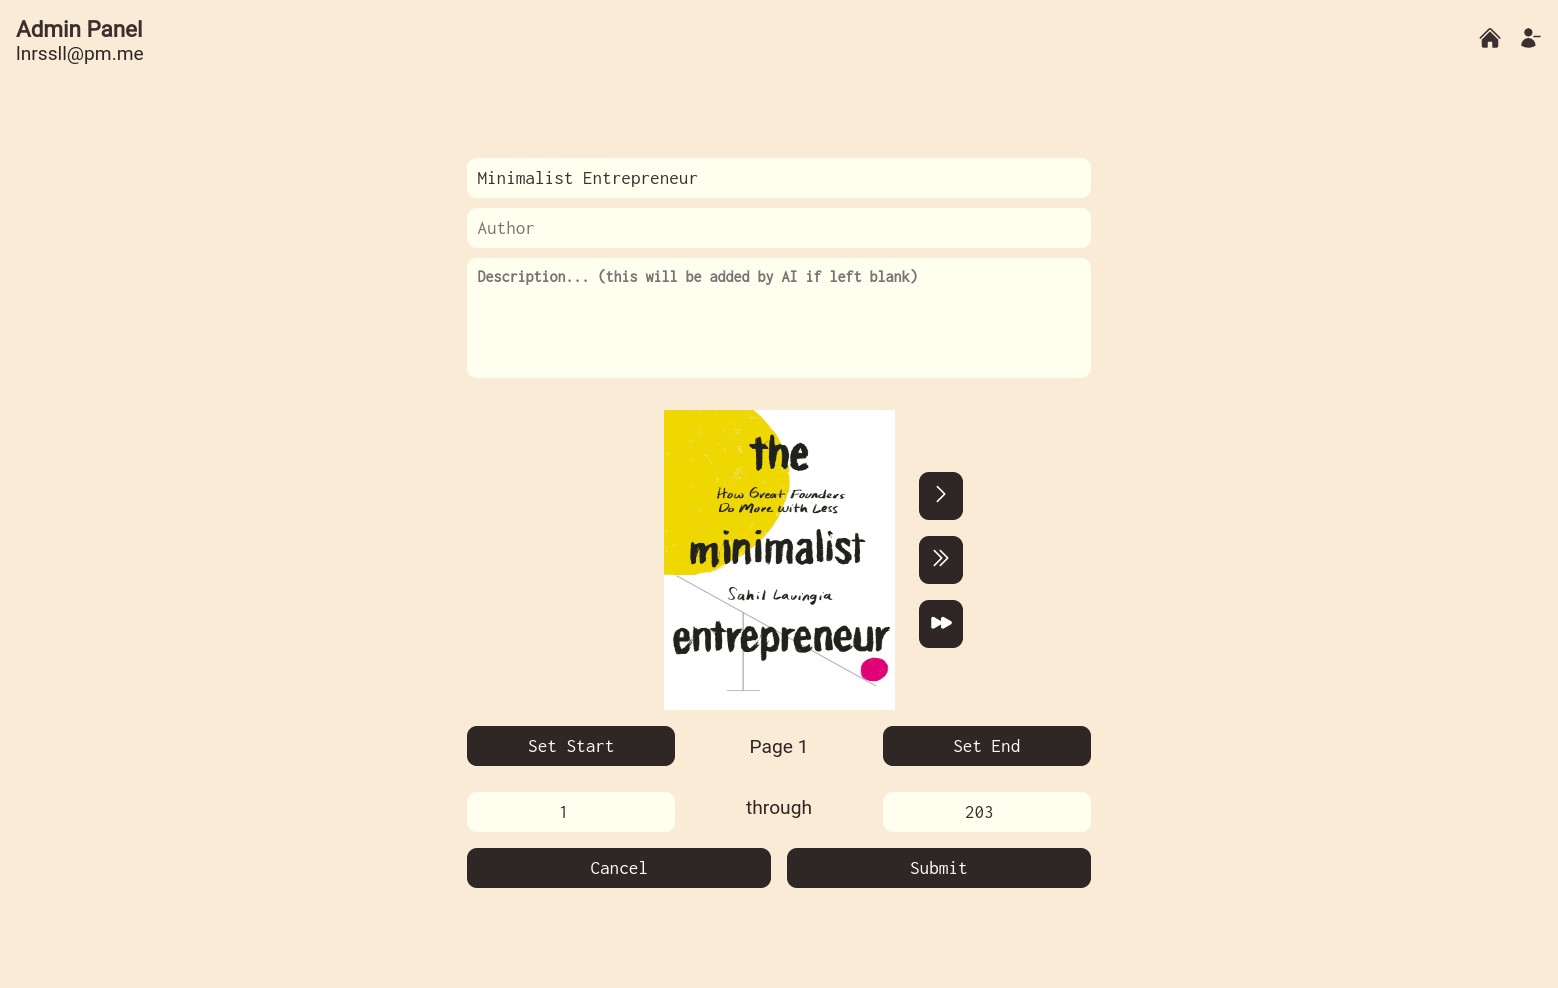 Admin Panel
lnrssll@pm.me
Minimalist Entrepreneur
Author
Description... (this will be added by AI if left blank)
the
How Great Founders
Do More with Less
minimalist
Sahil Lavingia
entrepreneur
Set Start
Page 1
Set End
1
through
203
Cancel
Submit